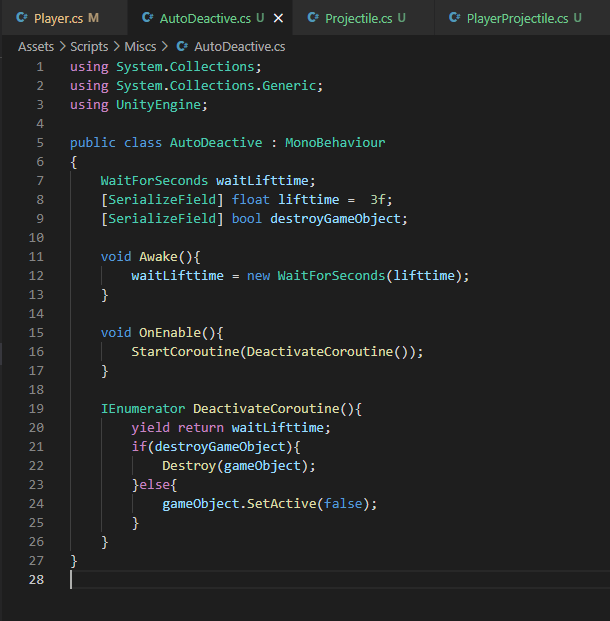 Player.cs M AutoDeactive.cs U × Projectile.cs U PlayerProjectile.cs U
Assets > Scripts > Miscs > AutoDeactive.cs
1 using System.Collections;
2 using System.Collections.Generic;
3 using UnityEngine;
4
5 public class AutoDeactive : MonoBehaviour
6 {
7 WaitForSeconds waitLifttime;
8 [SerializeField] float lifttime =  3f;
9 [SerializeField] bool destroyGameObject;
10
11 void Awake(){
12 waitLifttime = new WaitForSeconds(lifttime);
13 }
14
15 void OnEnable(){
16 StartCoroutine(DeactivateCoroutine());
17 }
18
19 IEnumerator DeactivateCoroutine(){
20 yield return waitLifttime;
21 if(destroyGameObject){
22 Destroy(gameObject);
23 }else{
24 gameObject.SetActive(false);
25 }
26 }
27 }
28